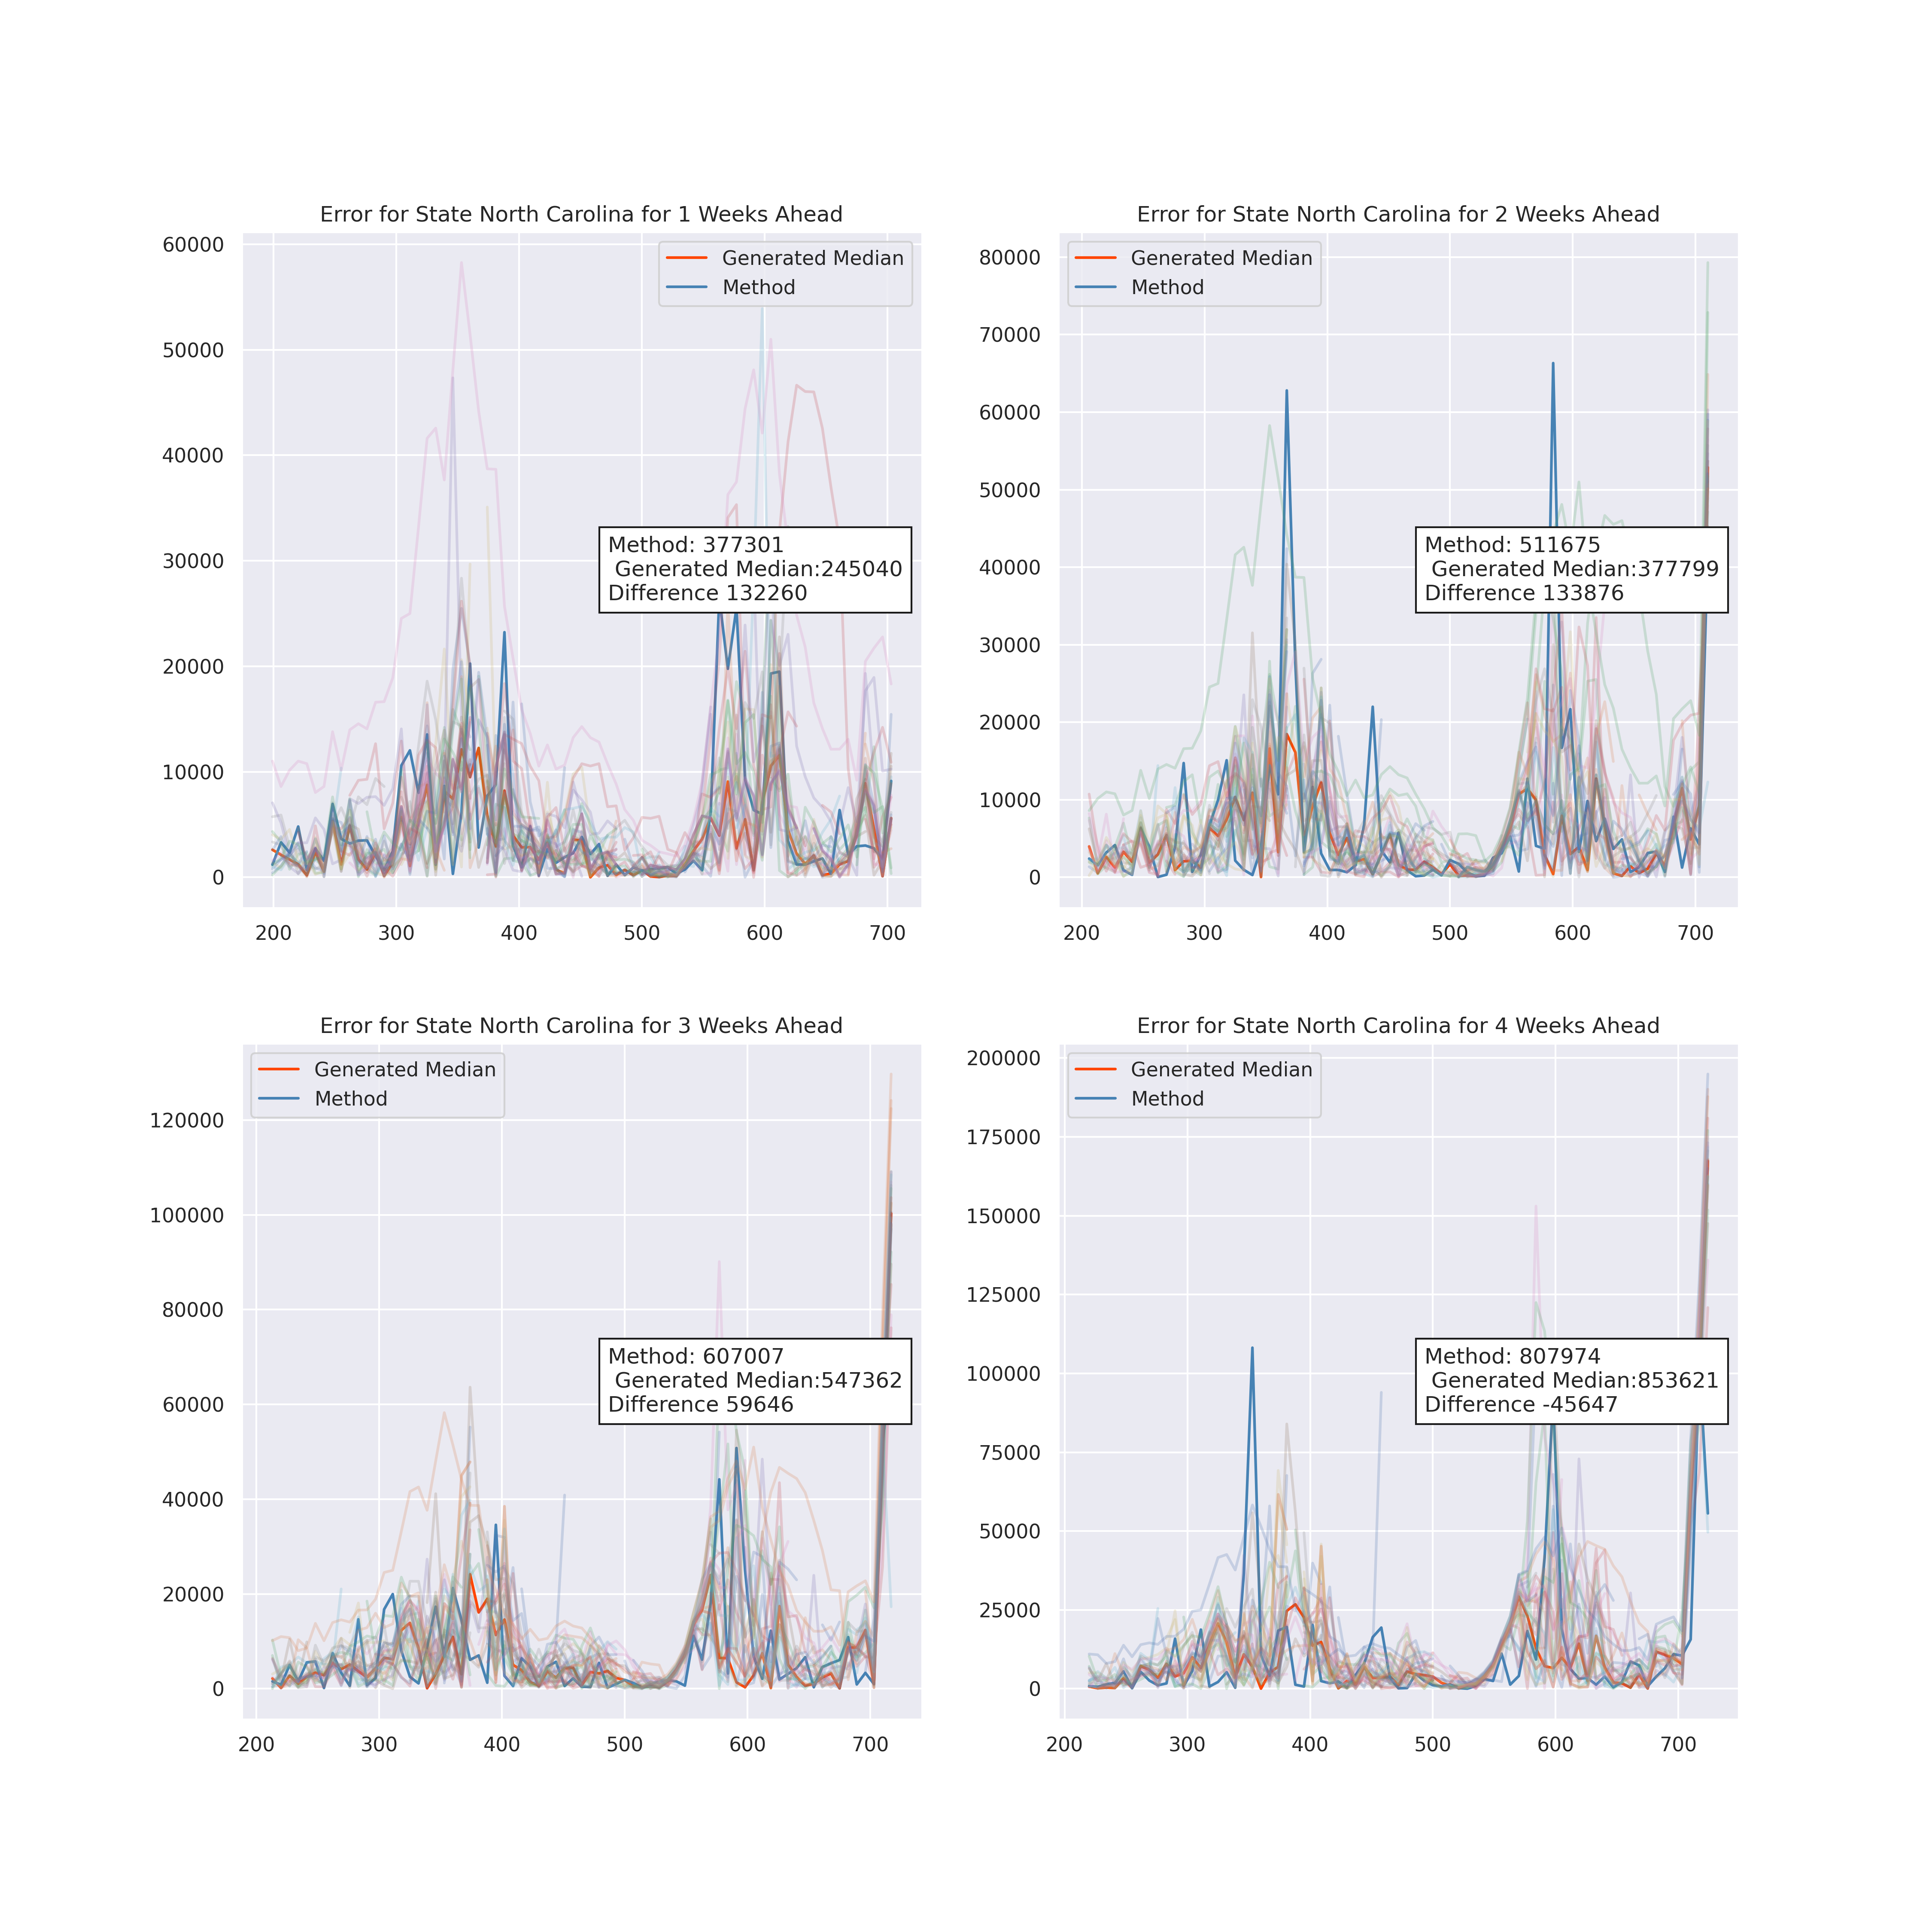 Error for State North Carolina for 1 Weeks Ahead
60000
50000
40000
30000
20000
10000
0
200 300 400 500 600 700
Generated Median
Method
Method: 377301
Generated Median:245040
Difference 132260
Error for State North Carolina for 2 Weeks Ahead
80000
70000
60000
50000
40000
30000
20000
10000
0
200 300 400 500 600 700
Generated Median
Method
Method: 511675
Generated Median:377799
Difference 133876
Error for State North Carolina for 3 Weeks Ahead
120000
100000
80000
60000
40000
20000
0
200 300 400 500 600 700
Generated Median
Method
Method: 607007
Generated Median:547362
Difference 59646
Error for State North Carolina for 4 Weeks Ahead
200000
175000
150000
125000
100000
75000
50000
25000
0
200 300 400 500 600 700
Generated Median
Method
Method: 807974
Generated Median:853621
Difference -45647